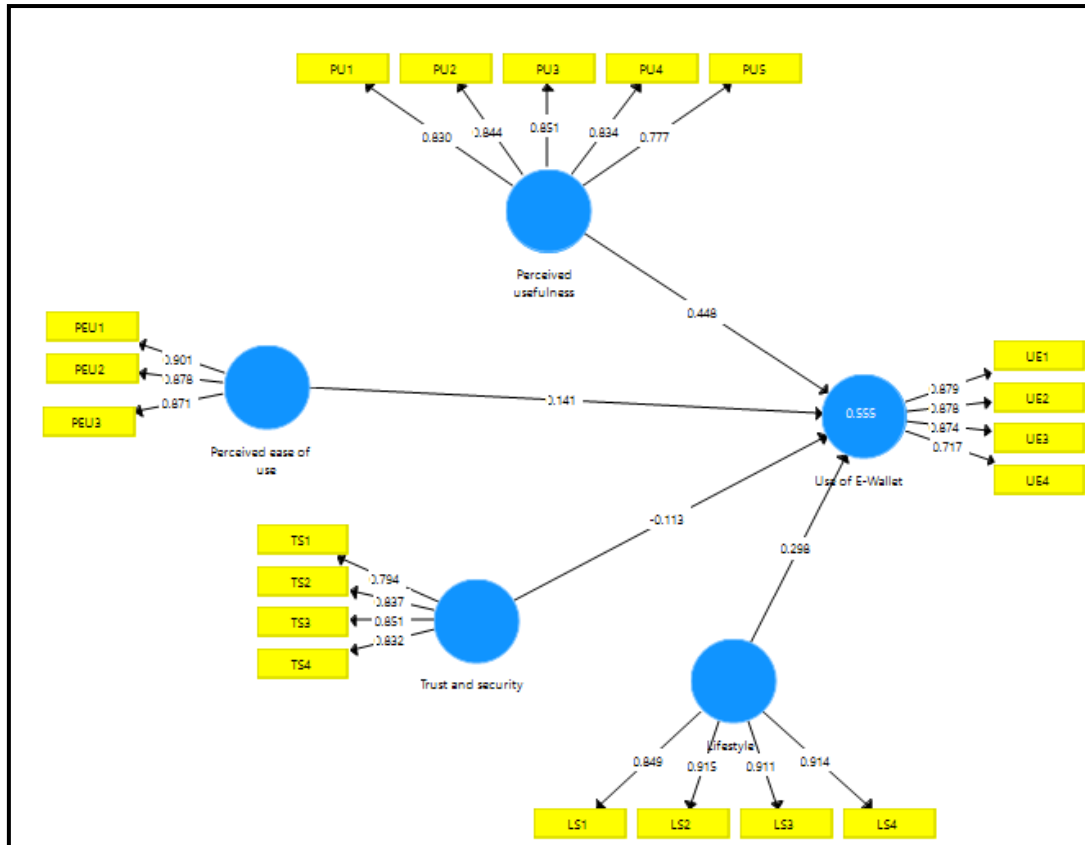 PU1 PU2 PU3 PU4 PU5
0.830 0.844 0.851 0.834 0.777
Perceived
usefulness
0.448
PEU1
PEU2
PEU3
0.901
0.878
0.871
Perceived ease of
use
0.141
0.555
Use of E-Wallet
UE1
UE2
UE3
UE4
0.879
0.878
0.874
0.717
-0.113
0.298
TS1
TS2
TS3
TS4
0.794
0.837
0.851
0.832
Trust and security
Lifestyle
0.849 0.915 0.911 0.914
LS1 LS2 LS3 LS4